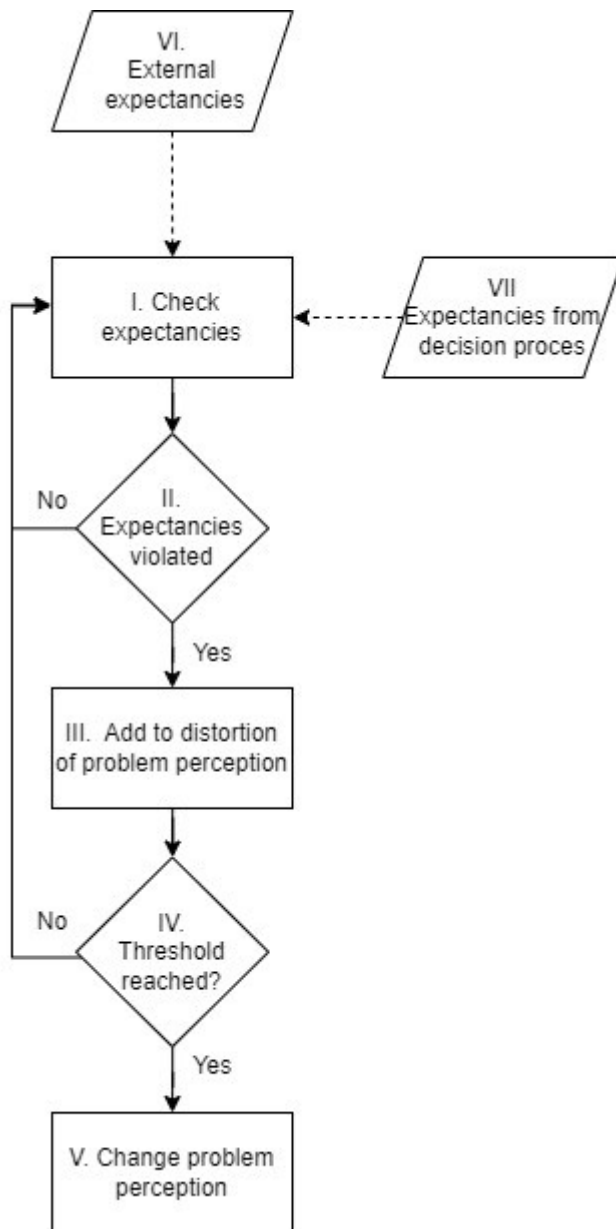 VI.
External
expectancies
I. Check
expectancies
VII
Expectancies from
decision proces
No
II.
Expectancies
violated
Yes
III. Add to distortion
of problem perception
No
IV.
Threshold
reached?
Yes
V. Change problem
perception